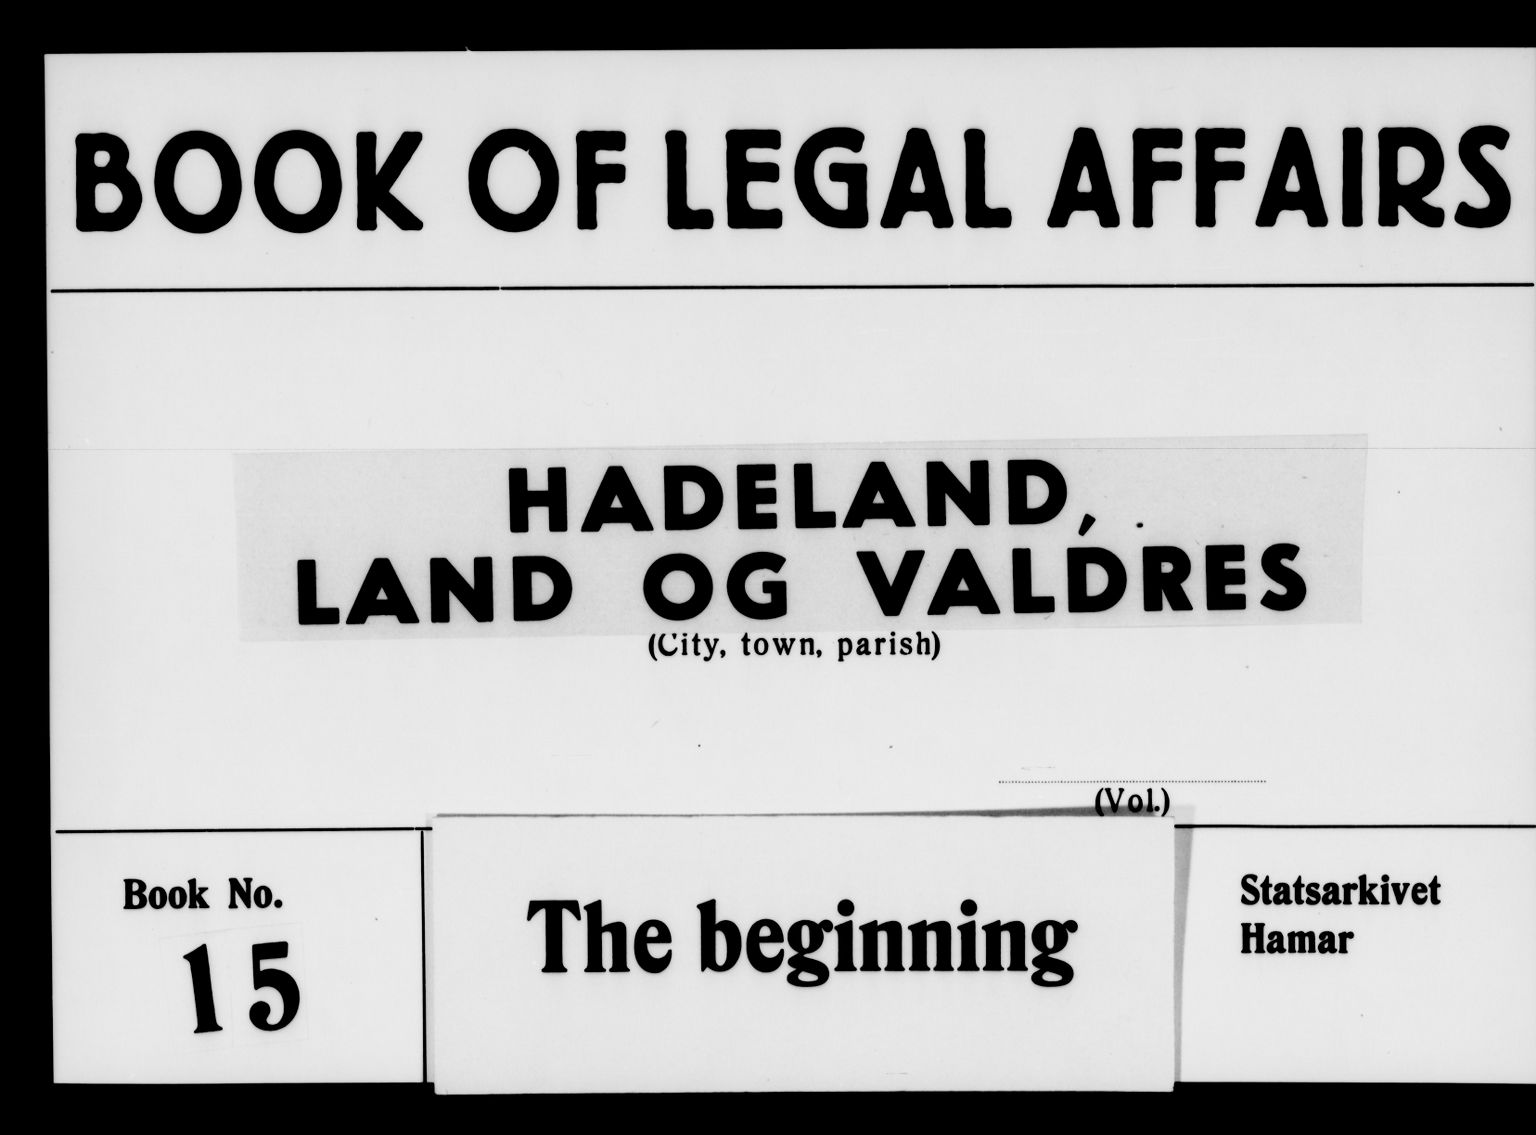 BOOK OF LEGAL AFFAIRS
HADELAND,
LAND OG VALDRES
(City, town, parish)
(Vol.)
Book No.
15
The beginning
Statsarkivet
Hamar